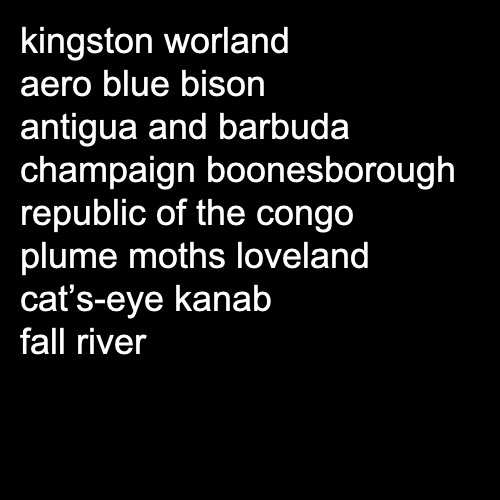 kingston worland
aero blue bison
antigua and barbuda
champaign boonesborough
republic of the congo
plume moths loveland
cat’s-eye kanab
fall river